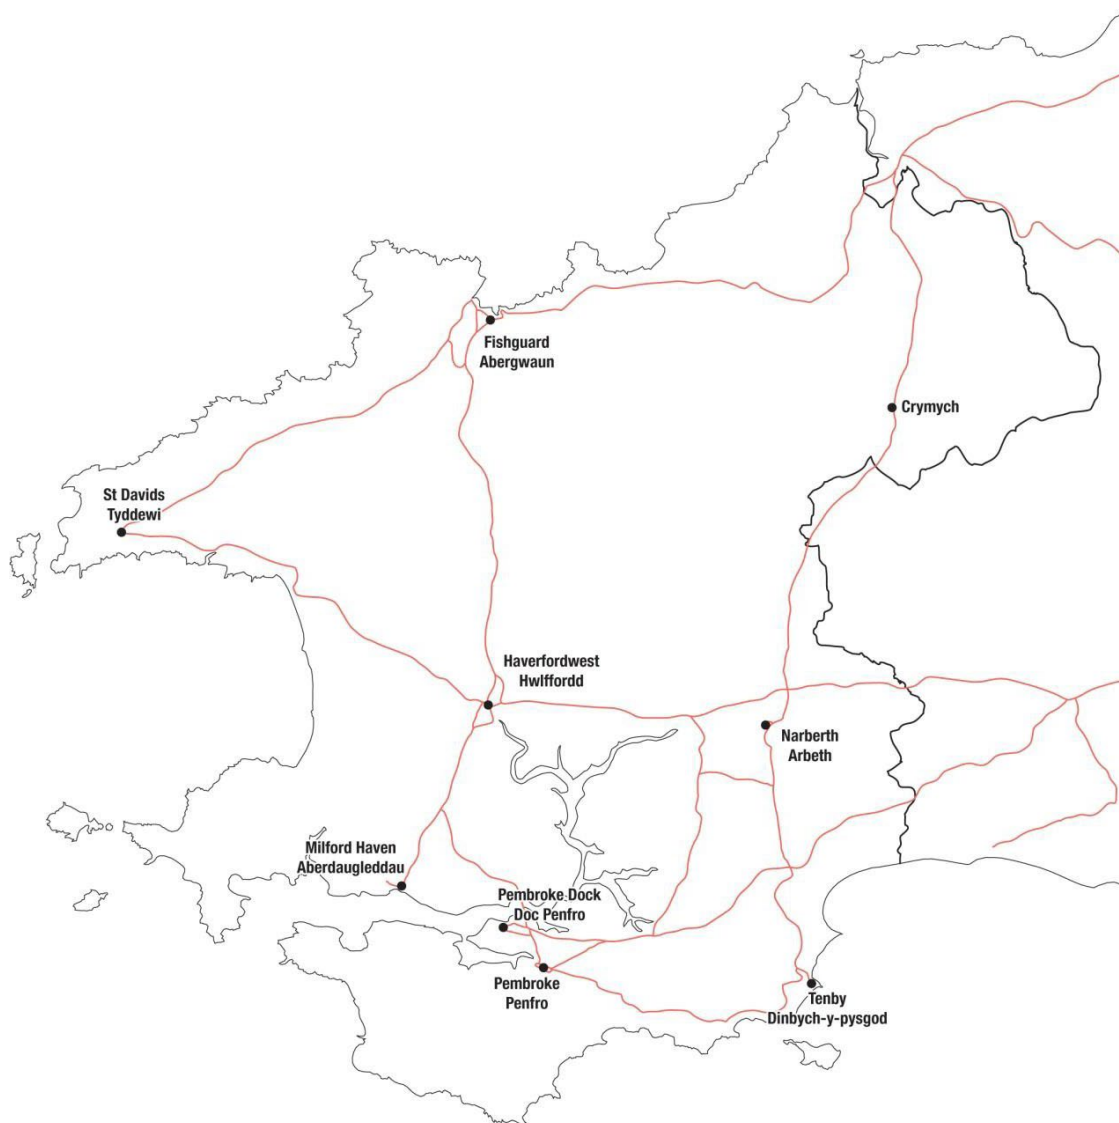 Fishguard
Abergwaun
Crymych
St Davids
Tyddewi
Haverfordwest
Hwlffordd
Narberth
Arbeth
Milford Haven
Aberdaugleddau
Pembroke Dock
Doc Penfro
Pembroke
Penfro
Tenby
Dinbych-y-pysgod